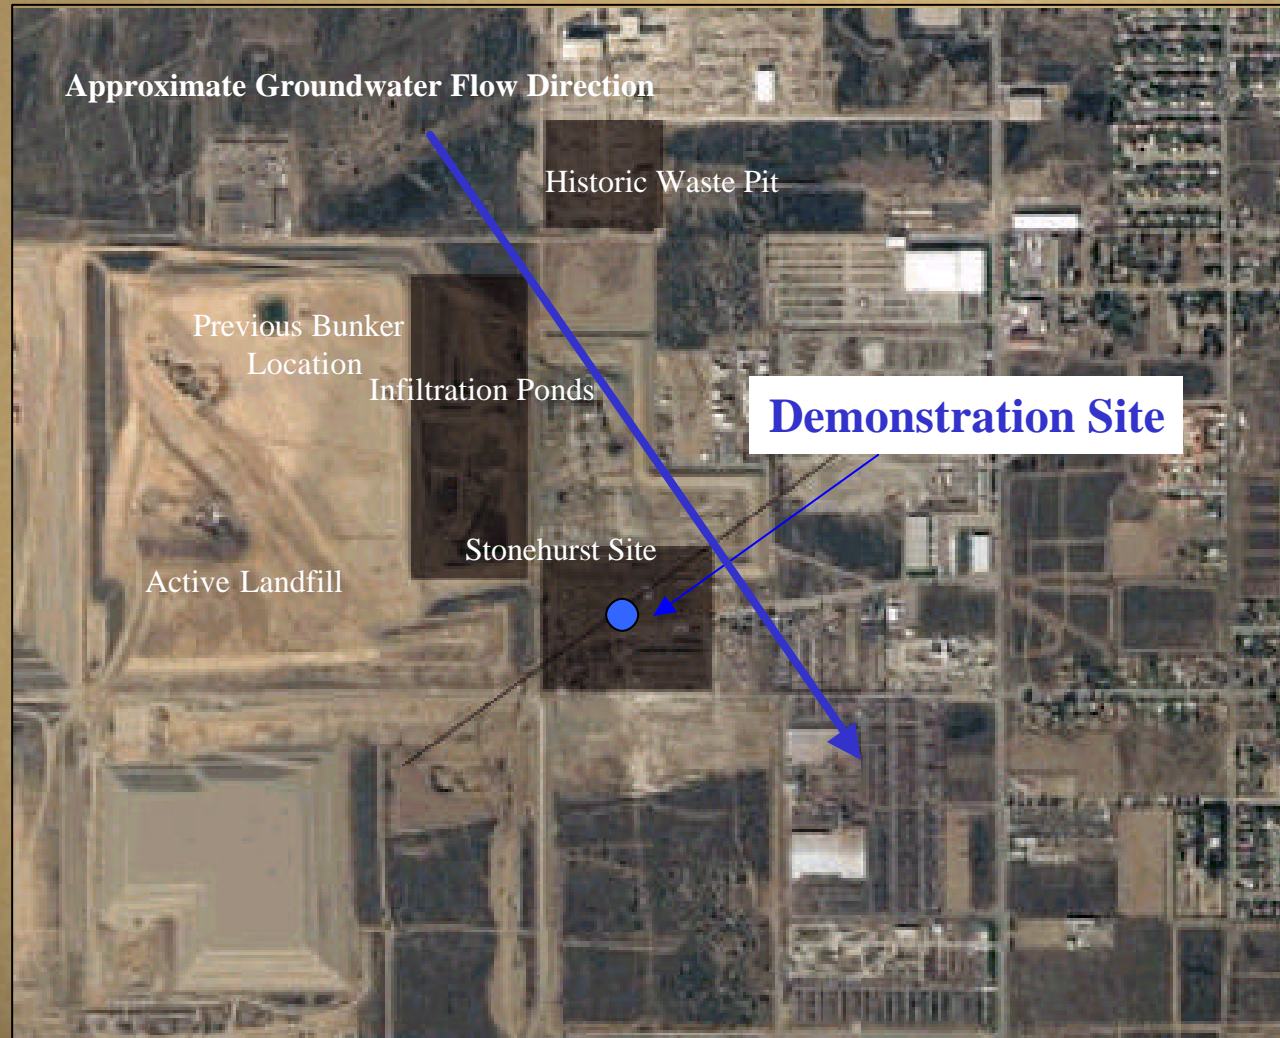 Approximate Groundwater Flow Direction
Historic Waste Pit
Previous Bunker
Location
Infiltration Ponds
Demonstration Site
Stonehurst Site
Active Landfill